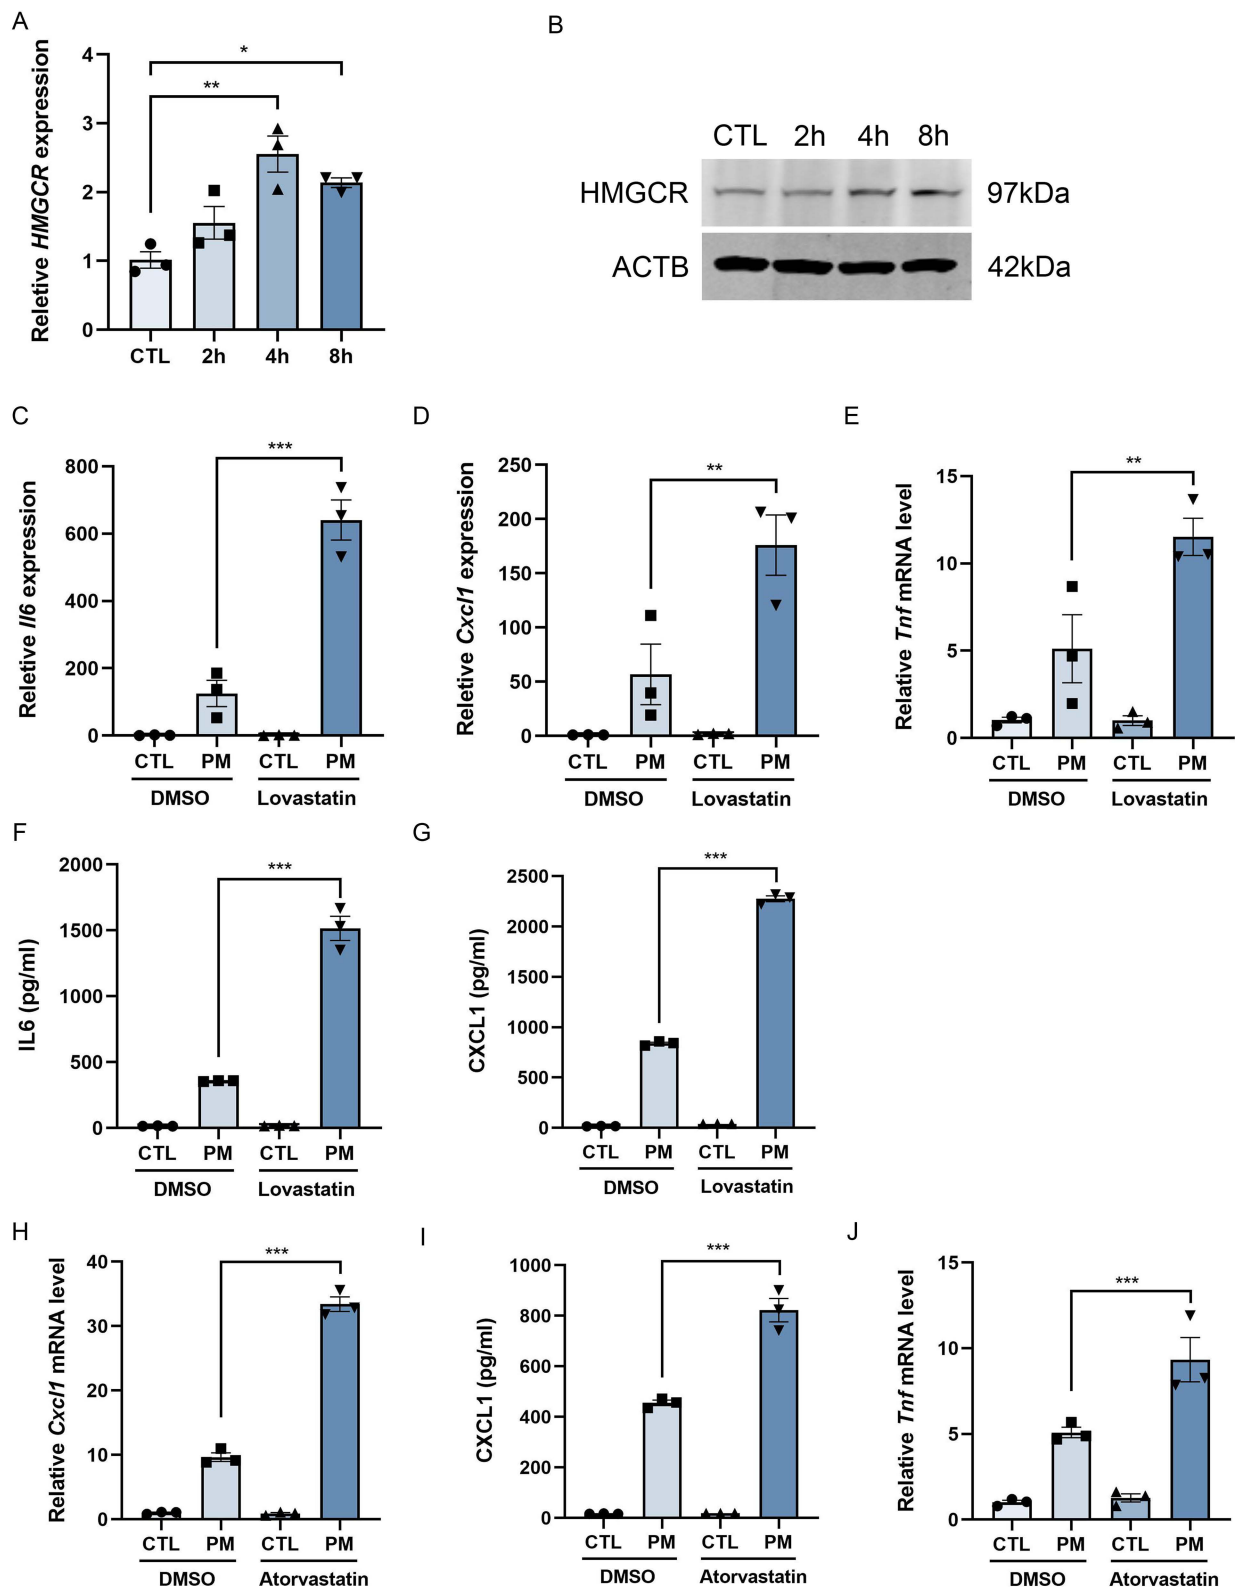 A
Reletive HMGCR expression
4
3
2
1
0
*
**
CTL 2h 4h 8h
B
CTL 2h 4h 8h
HMGCR 97kDa
ACTB 42kDa
C
Reletive Il6 expression
800
600
400
200
0
***
CTL PM CTL PM
DMSO Lovastatin
D
Reletive Cxcl1 expression
250
200
150
100
50
0
**
CTL PM CTL PM
DMSO Lovastatin
E
Relative Tnf mRNA level
15
10
5
0
**
CTL PM CTL PM
DMSO Lovastatin
F
IL6 (pg/ml)
2000
1500
1000
500
0
***
CTL PM CTL PM
DMSO Lovastatin
G
CXCL1 (pg/ml)
2500
2000
1500
1000
500
0
***
CTL PM CTL PM
DMSO Lovastatin
H
Relative Cxcl1 mRNA level
40
30
20
10
0
***
CTL PM CTL PM
DMSO Atorvastatin
I
CXCL1 (pg/ml)
1000
800
600
400
200
0
***
CTL PM CTL PM
DMSO Atorvastatin
J
Relative Tnf mRNA level
15
10
5
0
***
CTL PM CTL PM
DMSO Atorvastatin